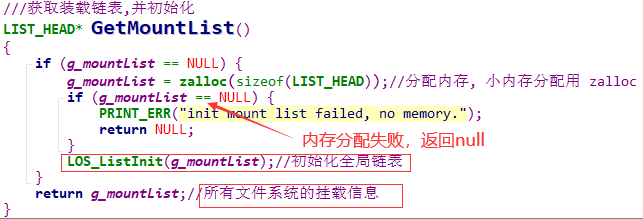 ///获取装载链表,并初始化
LIST_HEAD* GetMountList()
{
if (g_mountList == NULL) {
g_mountList = zalloc(sizeof(LIST_HEAD));//分配内存, 小内存分配用 zalloc
if (g_mountList == NULL) {
PRINT_ERR("init mount list failed, no memory.");
return NULL;
}
内存分配失败，返回null
LOS_ListInit(g_mountList);//初始化全局链表
}
return g_mountList;//所有文件系统的挂载信息
}